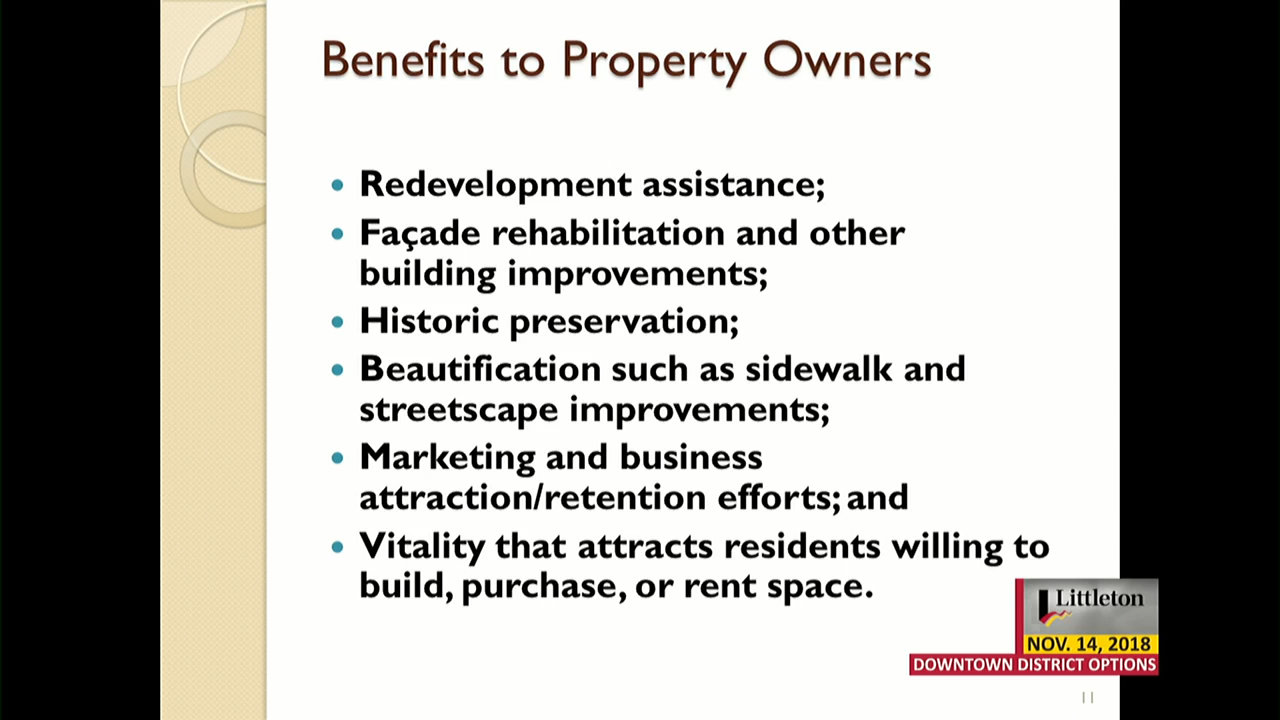 Benefits to Property Owners
• Redevelopment assistance;
• Façade rehabilitation and other
building improvements;
• Historic preservation;
• Beautification such as sidewalk and
streetscape improvements;
• Marketing and business
attraction/retention efforts; and
• Vitality that attracts residents willing to
build, purchase, or rent space.
Littleton
NOV. 14, 2018
DOWNTOWN DISTRICT OPTIONS
11